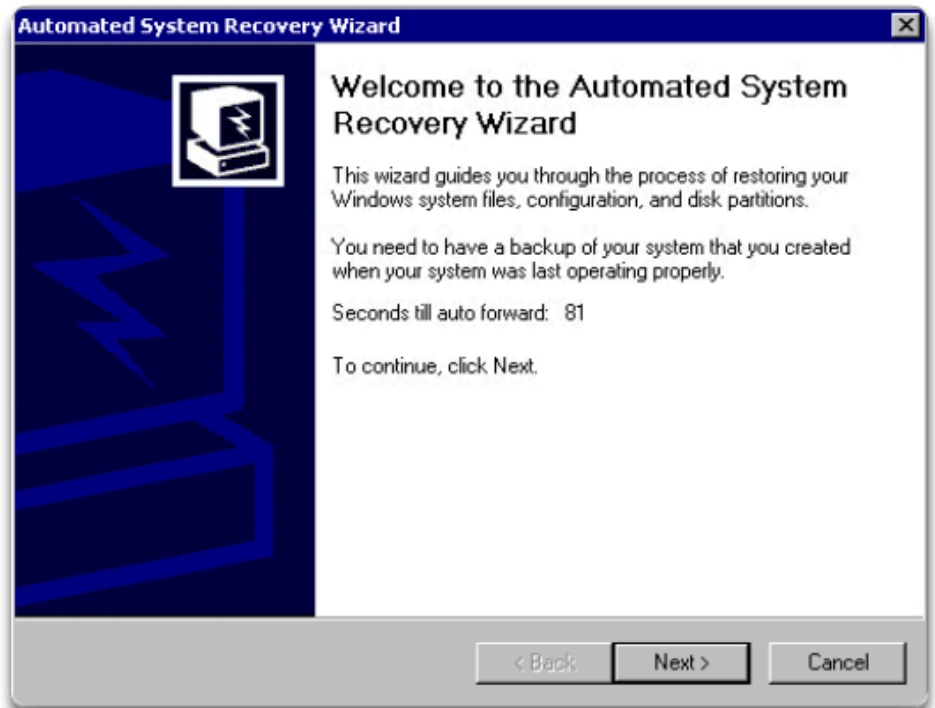 Automated System Recovery Wizard
Welcome to the Automated System
Recovery Wizard
This wizard guides you through the process of restoring your
Windows system files, configuration, and disk partitions.
You need to have a backup of your system that you created
when your system was last operating properly.
Seconds till auto forward: 81
To continue, click Next.
< Back Next > Cancel